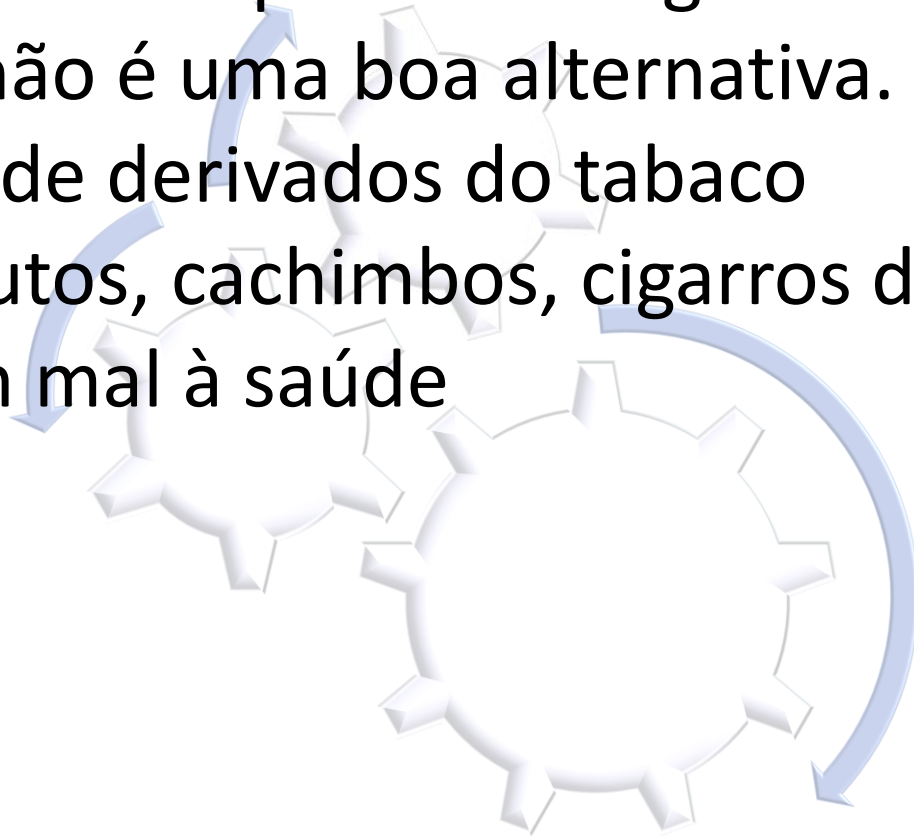 não é uma boa alternativa.
de derivados do tabaco
utos, cachimbos, cigarros d
mal à saúde